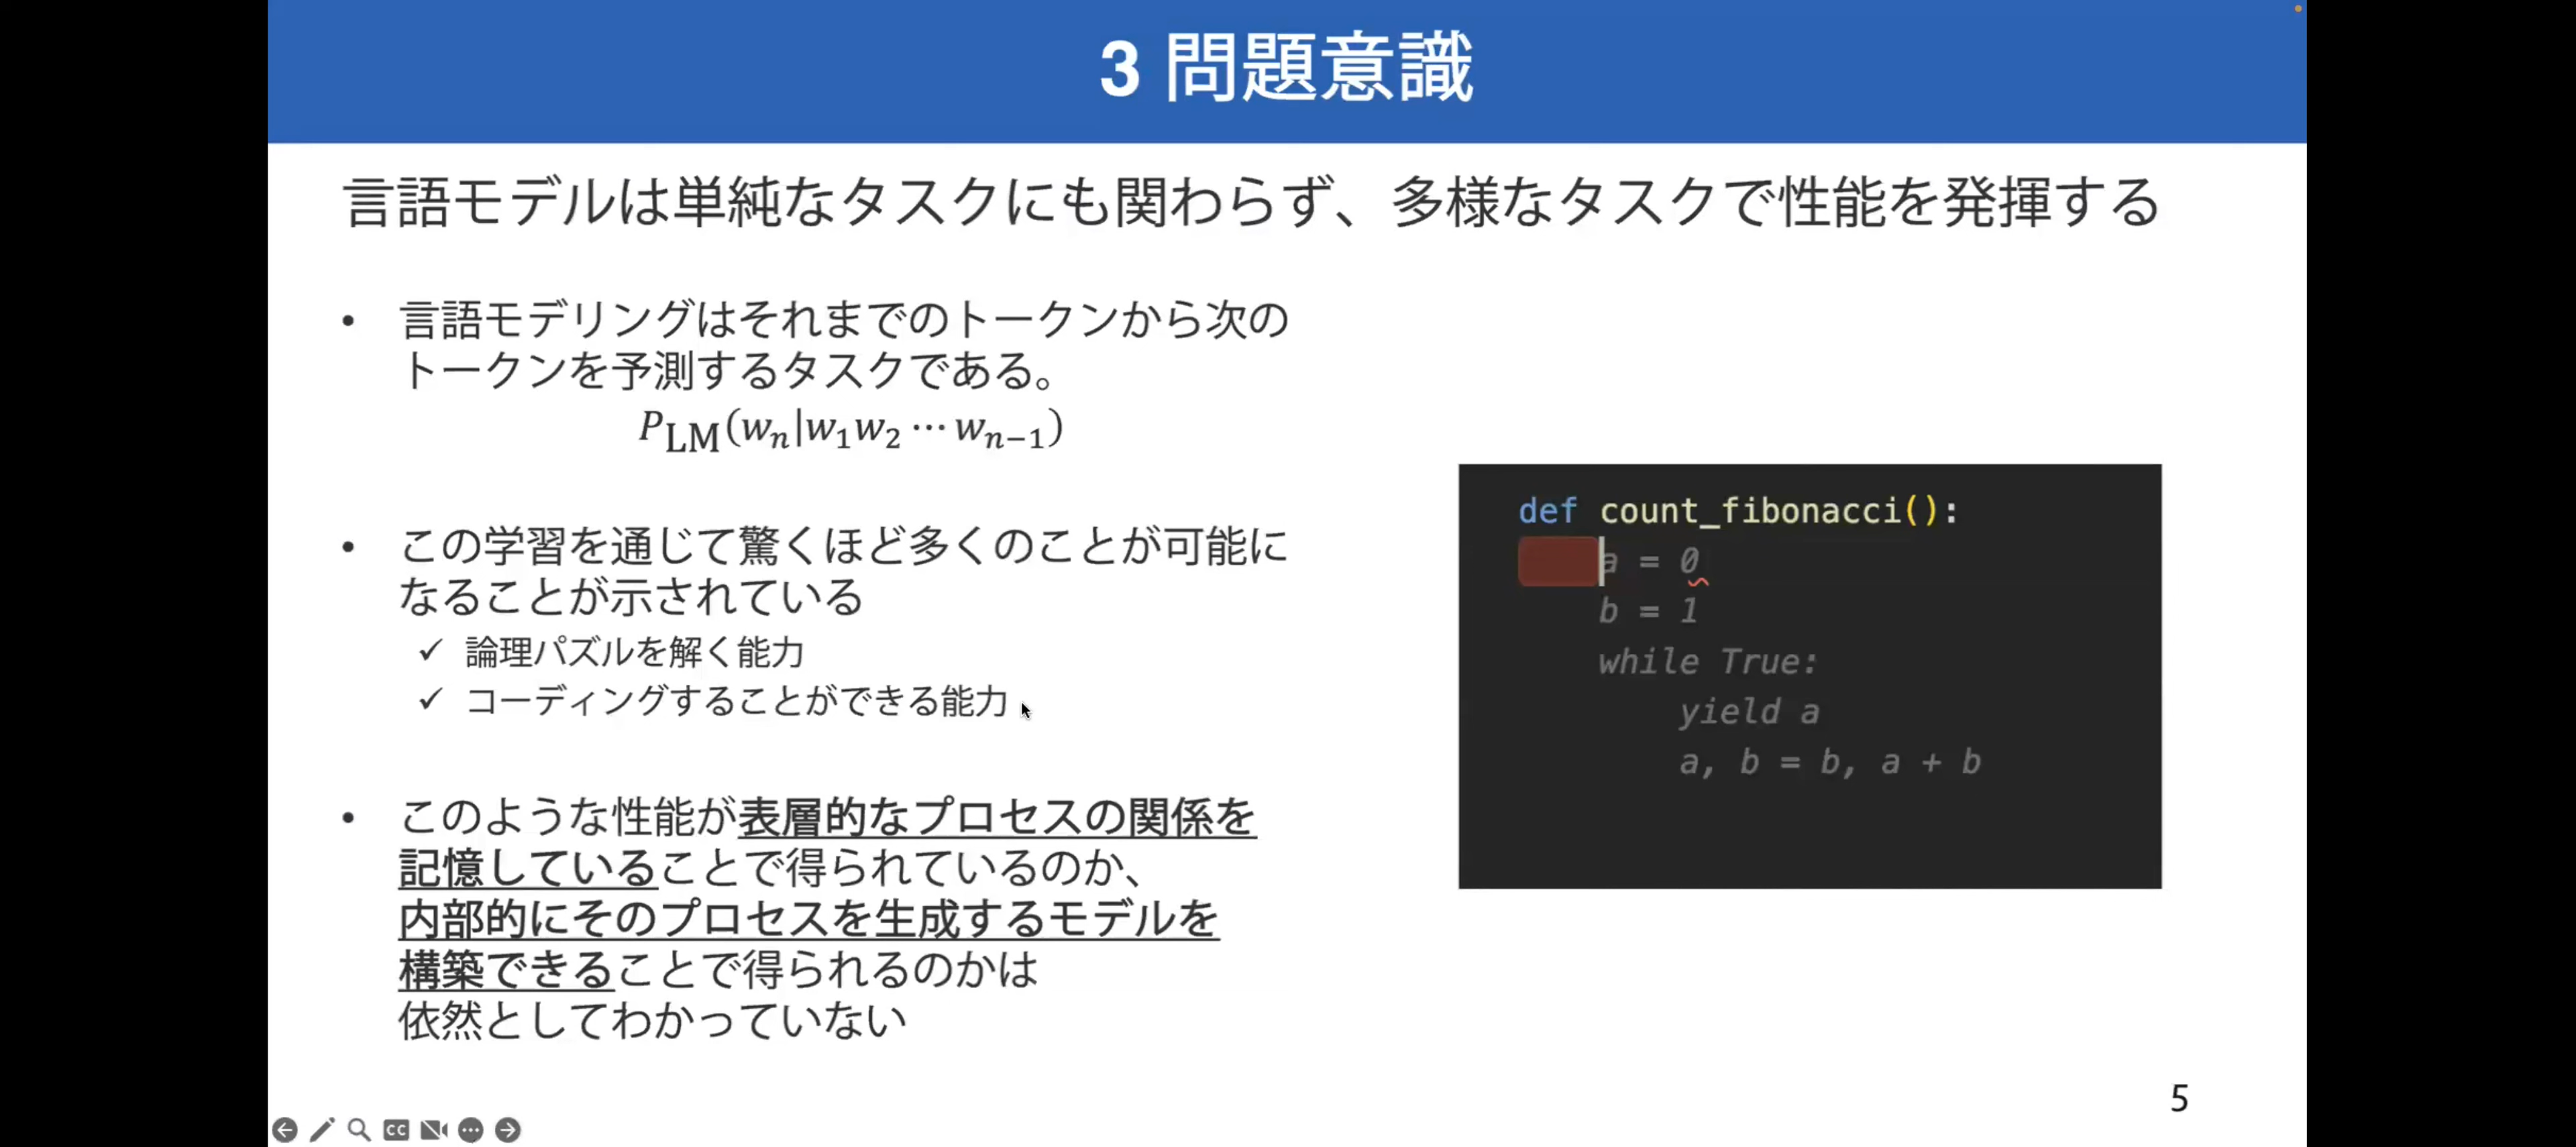 3 問題意識
言語モデルは単純なタスクにも関わらず、多様なタスクで性能を発揮する
• 言語モデリングはそれまでのトークンから次の
トークンを予測するタスクである。
P_LM(w_n|w_1w_2 ⋯ w_{n−1})
• この学習を通じて驚くほど多くのことが可能に
なることが示されている
✓ 論理パズルを解く能力
✓ コーディングすることができる能力
• このような性能が表層的なプロセスの関係を
記憶していることで得られているのか、
内部的にそのプロセスを生成するモデルを
構築できることで得られるのかは
依然としてわかっていない
def count_fibonacci():
a = 0
b = 1
while True:
yield a
a, b = b, a + b
5
CC